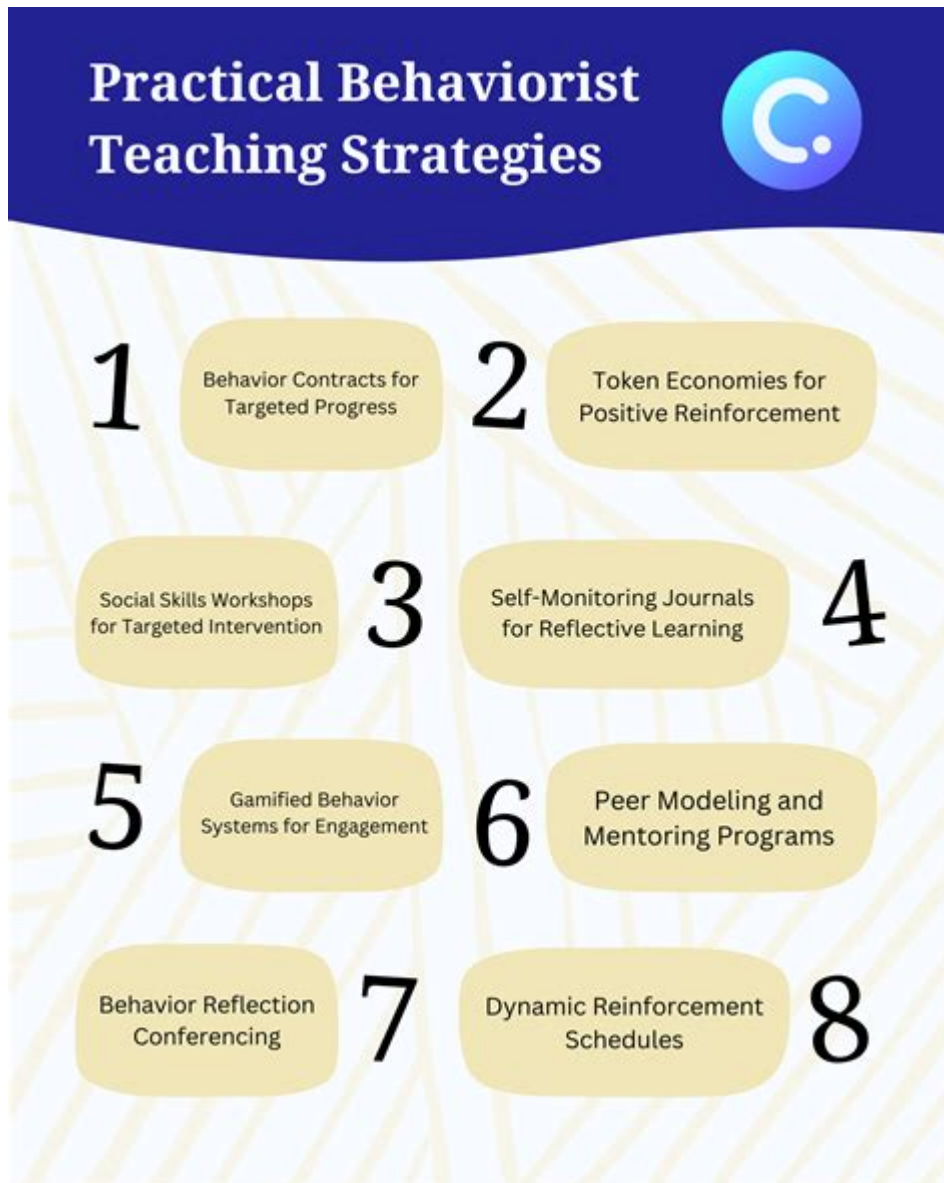 Practical Behaviorist
Teaching Strategies
C.
1
Behavior Contracts for
Targeted Progress
2
Token Economies for
Positive Reinforcement
Social Skills Workshops
for Targeted Intervention
3
Self-Monitoring Journals
for Reflective Learning
4
5
Gamified Behavior
Systems for Engagement
6
Peer Modeling and
Mentoring Programs
Behavior Reflection
Conferencing
7
Dynamic Reinforcement
Schedules
8